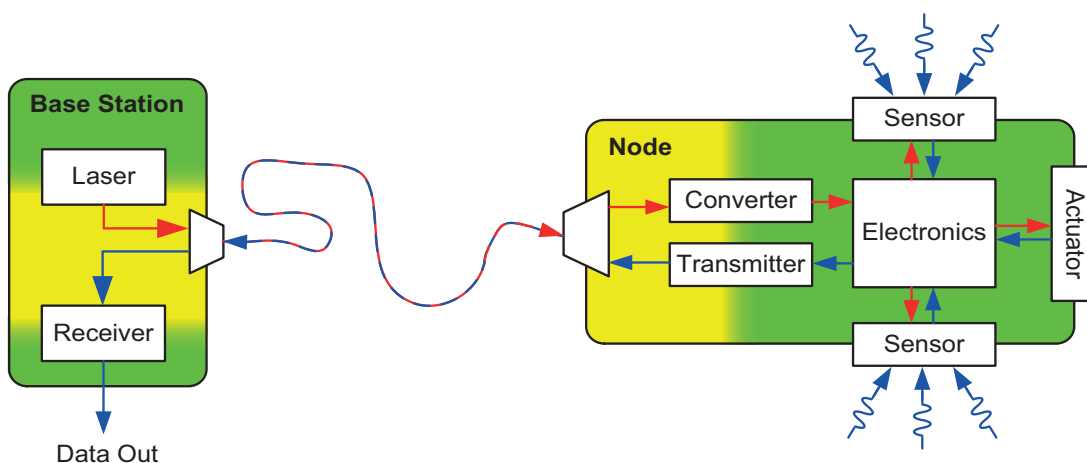 Base Station
Laser
Receiver
Data Out
Node
Converter
Transmitter
Electronics
Sensor
Sensor
Actuator